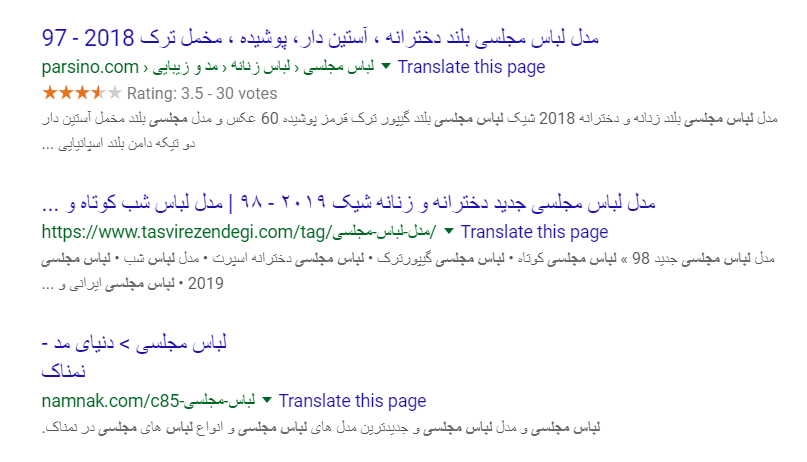 مدل لباس مجلسی بلند دخترانه ، آستین دار، پوشیده ، مخمل ترک 2018 - 97
parsino.com › لباس مجلسی › لباس زنانه › مد و زیبایی ▼ Translate this page
Rating: 3.5 - 30 votes
مدل لباس مجلسی بلند زنانه و دخترانه 2018 شیک لباس مجلسی بلند گیپور ترک قرمز پوشیده 60 عکس و مدل مجلسی بلند مخمل آستین دار
دو تیکه دامن بلند اسپانیایی ...
مدل لباس مجلسی جدید دخترانه و زنانه شیک ۲۰۱۹ - ۹۸ | مدل لباس شب کوتاه و ...
https://www.tasvirezendegi.com/tag/مدل-لباس-مجلسی/ ▼ Translate this page
مدل لباس مجلسی جدید 98 » لباس مجلسی کوتاه • لباس مجلسی گیپورترک • لباس مجلسی دخترانه اسپرت • مدل لباس شب • لباس مجلسی
2019 • لباس مجلسی ایرانی و ...
لباس مجلسی > دنیای مد -
نمناک
namnak.com/c85-لباس-مجلسی ▼ Translate this page
لباس مجلسی و مدل لباس مجلسی و جدیدترین مدل های لباس مجلسی و انواع لباس های مجلسی در نمناک.